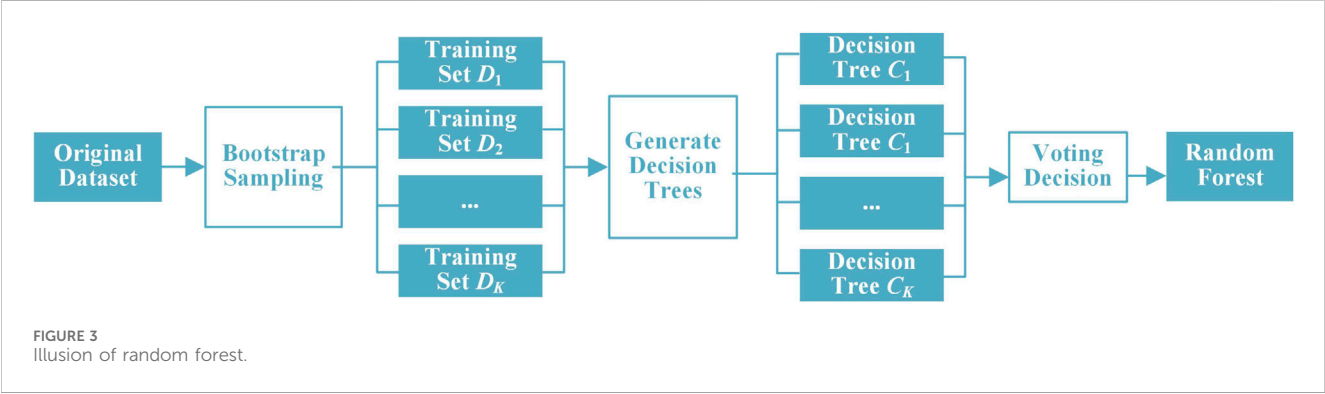 Original
Dataset
Bootstrap
Sampling
Training
Set D1
Training
Set D2
...
Training
Set DK
Generate
Decision
Trees
Decision
Tree C1
Decision
Tree C1
...
Decision
Tree CK
Voting
Decision
Random
Forest
FIGURE 3
Illusion of random forest.